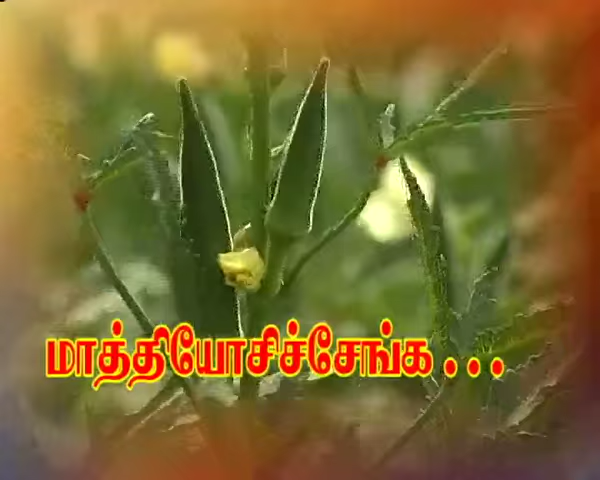 மாத்தியோசிச்சேங்க . . .